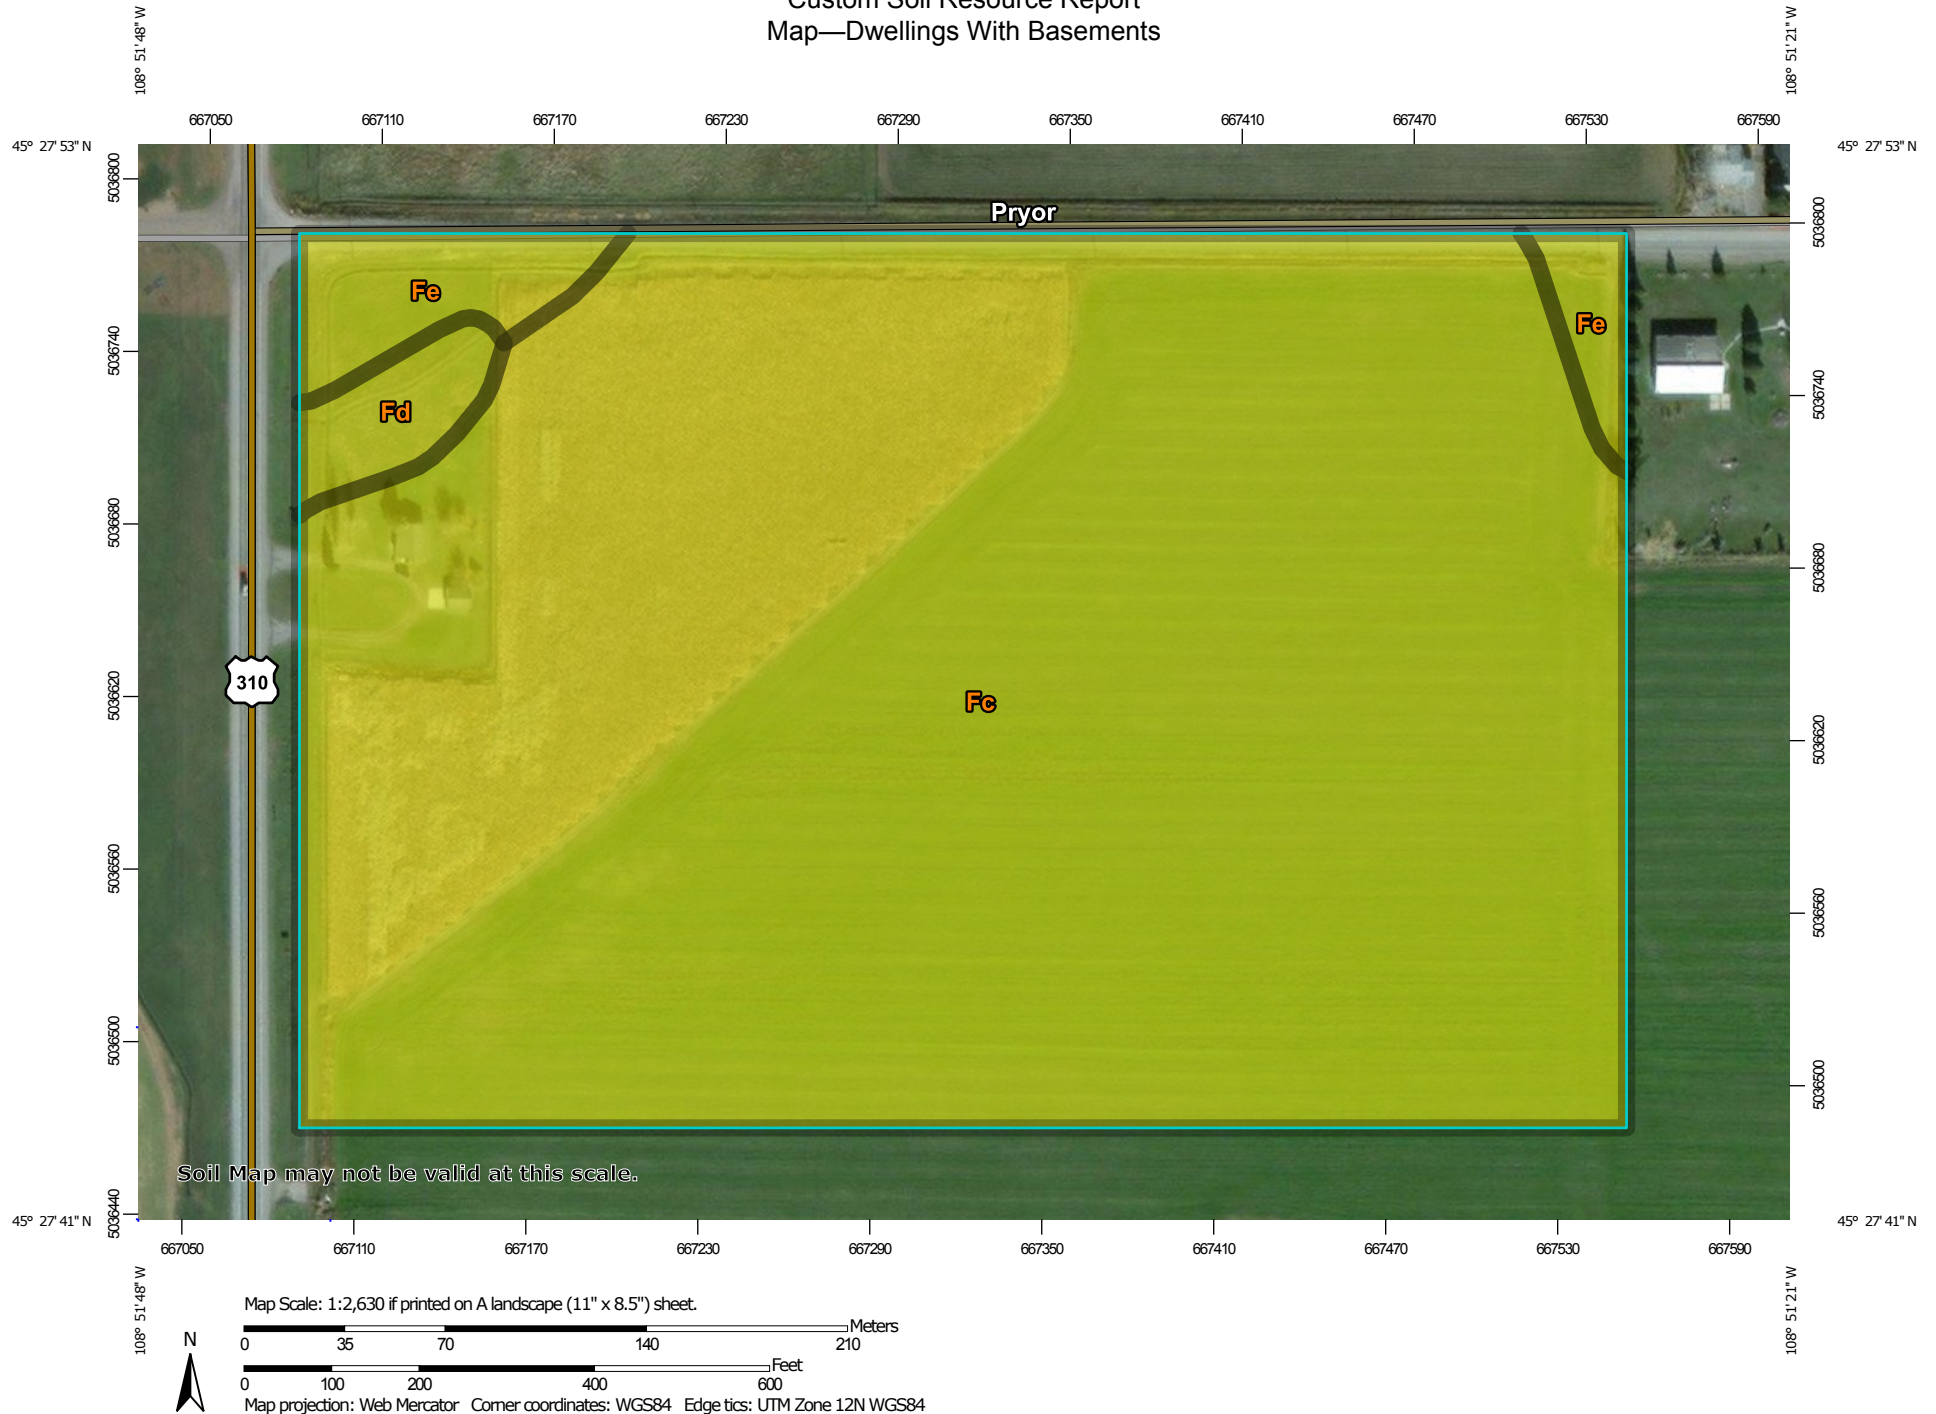 Custom Soil Resource Report
Map—Dwellings With Basements
108° 51' 48'' W
108° 51' 21'' W
667050 667110 667170 667230 667290 667350 667410 667470 667530 667590
45° 27' 53'' N
45° 27' 53'' N
5036800
5036740
5036680
5036620
5036560
5036500
5036440
5036800
5036740
5036680
5036620
5036560
5036500
Pryor
Fe
Fe
Fd
310
Fc
Soil Map may not be valid at this scale.
45° 27' 41'' N
45° 27' 41'' N
667050 667110 667170 667230 667290 667350 667410 667470 667530 667590
108° 51' 48'' W
108° 51' 21'' W
Map Scale: 1:2,630 if printed on A landscape (11" x 8.5") sheet.
N
Meters
0 35 70 140 210
Feet
0 100 200 400 600
Map projection: Web Mercator Corner coordinates: WGS84 Edge tics: UTM Zone 12N WGS84